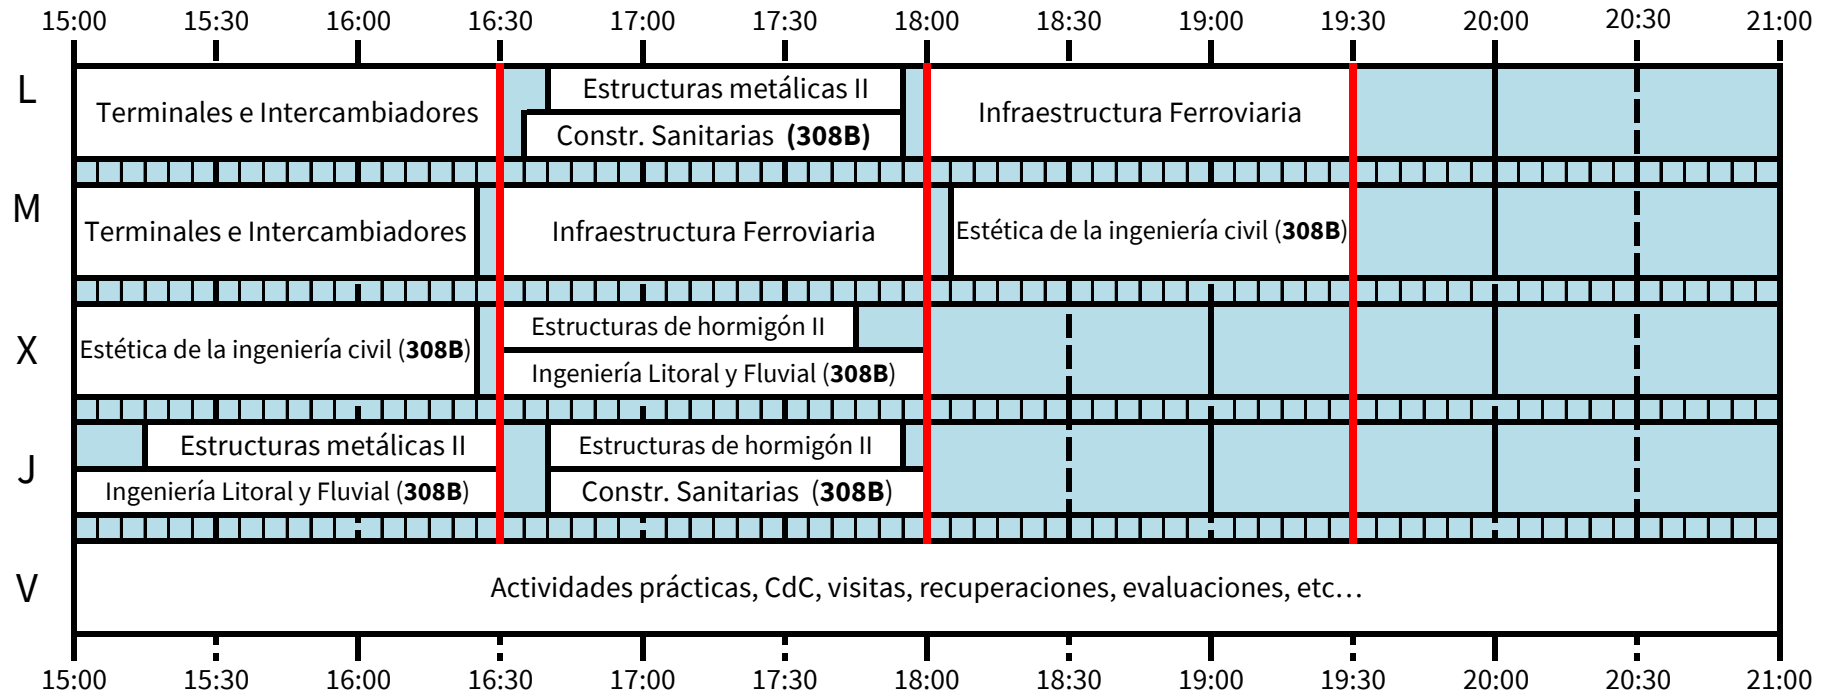 15:00 15:30 16:00 16:30 17:00 17:30 18:00 18:30 19:00 19:30 20:00 20:30 21:00
L
Terminales e Intercambiadores
Estructuras metálicas II
Constr. Sanitarias (308B)
Infraestructura Ferroviaria
M
Terminales e Intercambiadores
Infraestructura Ferroviaria
Estética de la ingeniería civil (308B)
X
Estética de la ingeniería civil (308B)
Estructuras de hormigón II
Ingeniería Litoral y Fluvial (308B)
J
Estructuras metálicas II
Ingeniería Litoral y Fluvial (308B)
Estructuras de hormigón II
Constr. Sanitarias (308B)
V
Actividades prácticas, CdC, visitas, recuperaciones, evaluaciones, etc…
15:00 15:30 16:00 16:30 17:00 17:30 18:00 18:30 19:00 19:30 20:00 20:30 21:00